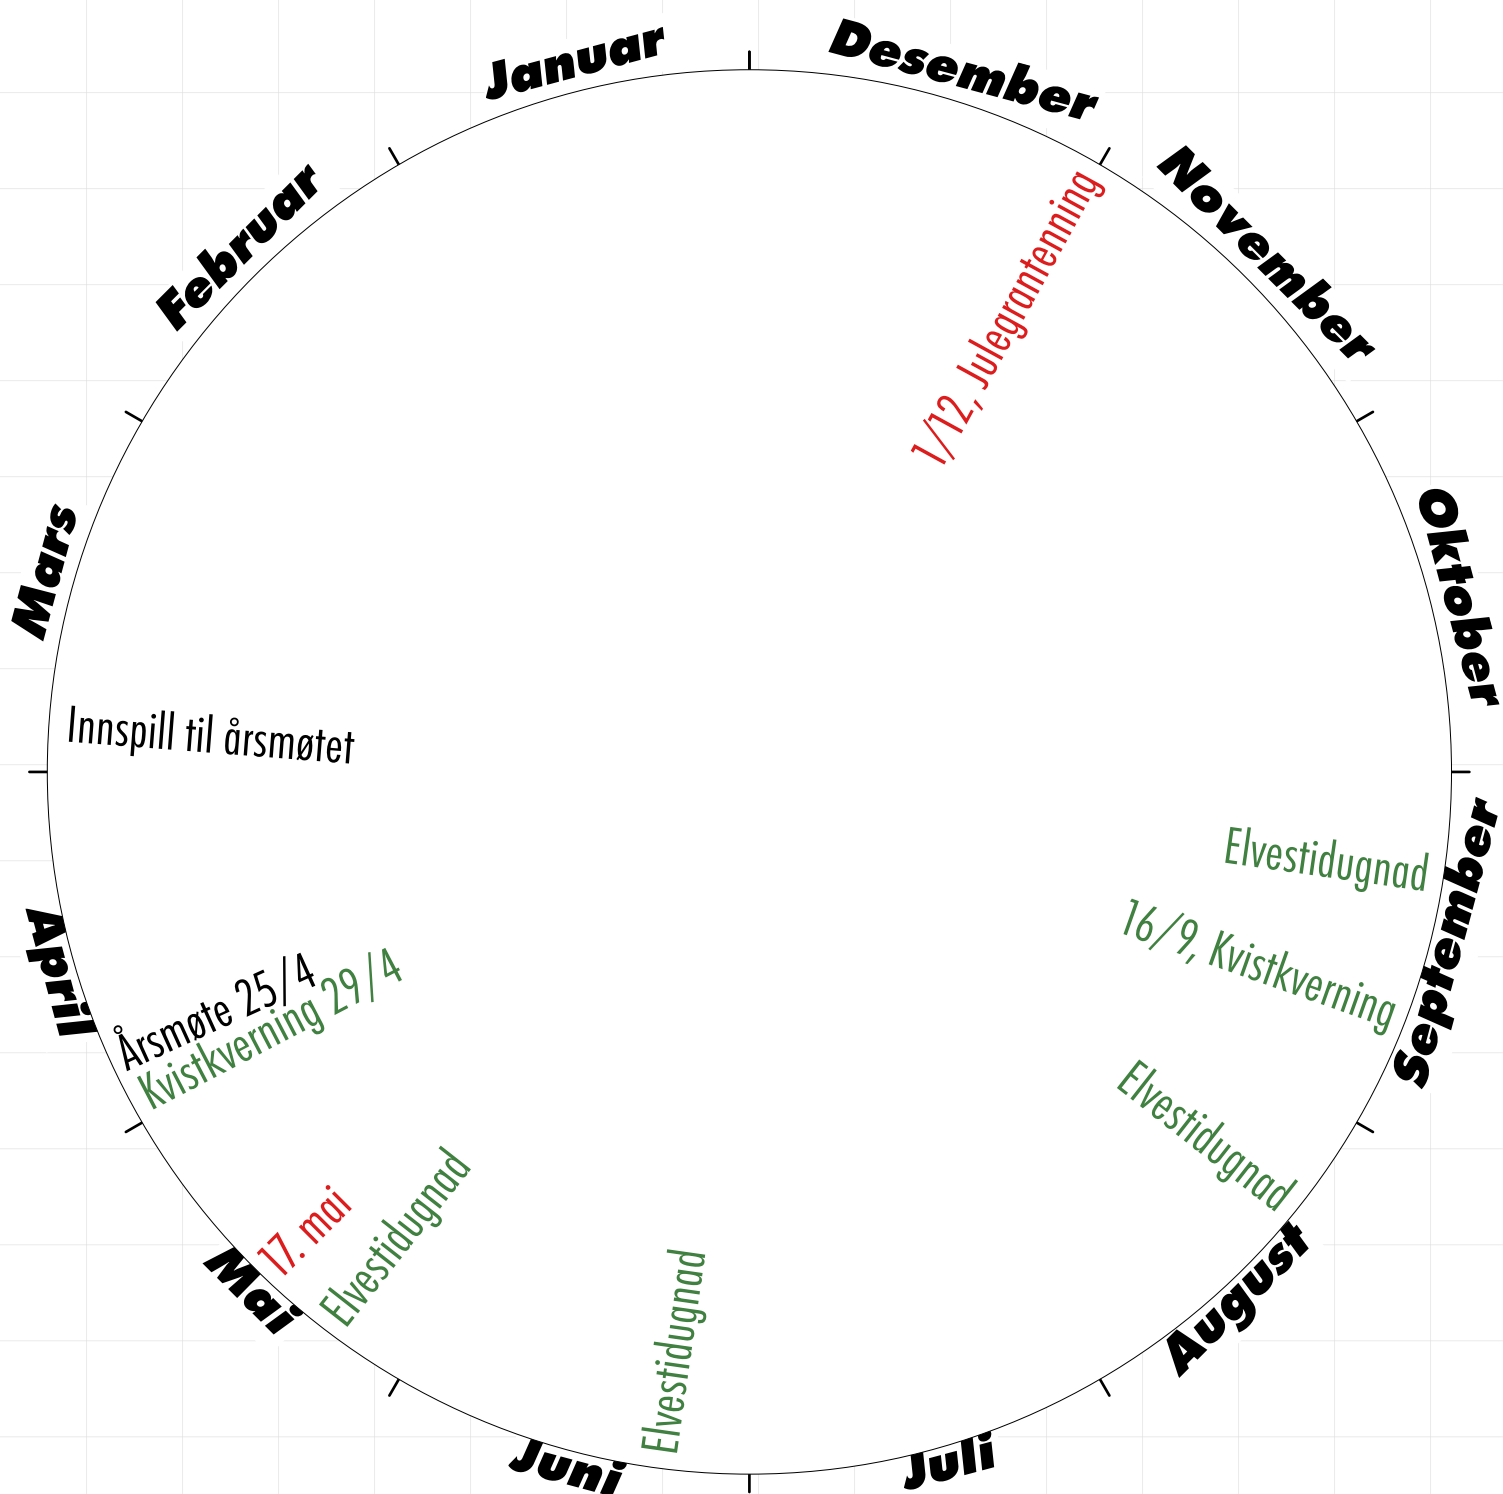 Januar
Desember
November
Februar
1/12, Julegrantenning
Oktober
Mars
Innspill til årsmøtet
Elvestidugnad
September
16/9, Kvistkverning
April
Årsmøte 25/4
Kvistkverning 29/4
Elvestidugnad
17. mai
Elvestidugnad
Mai
August
Elvestidugnad
Juni
Juli